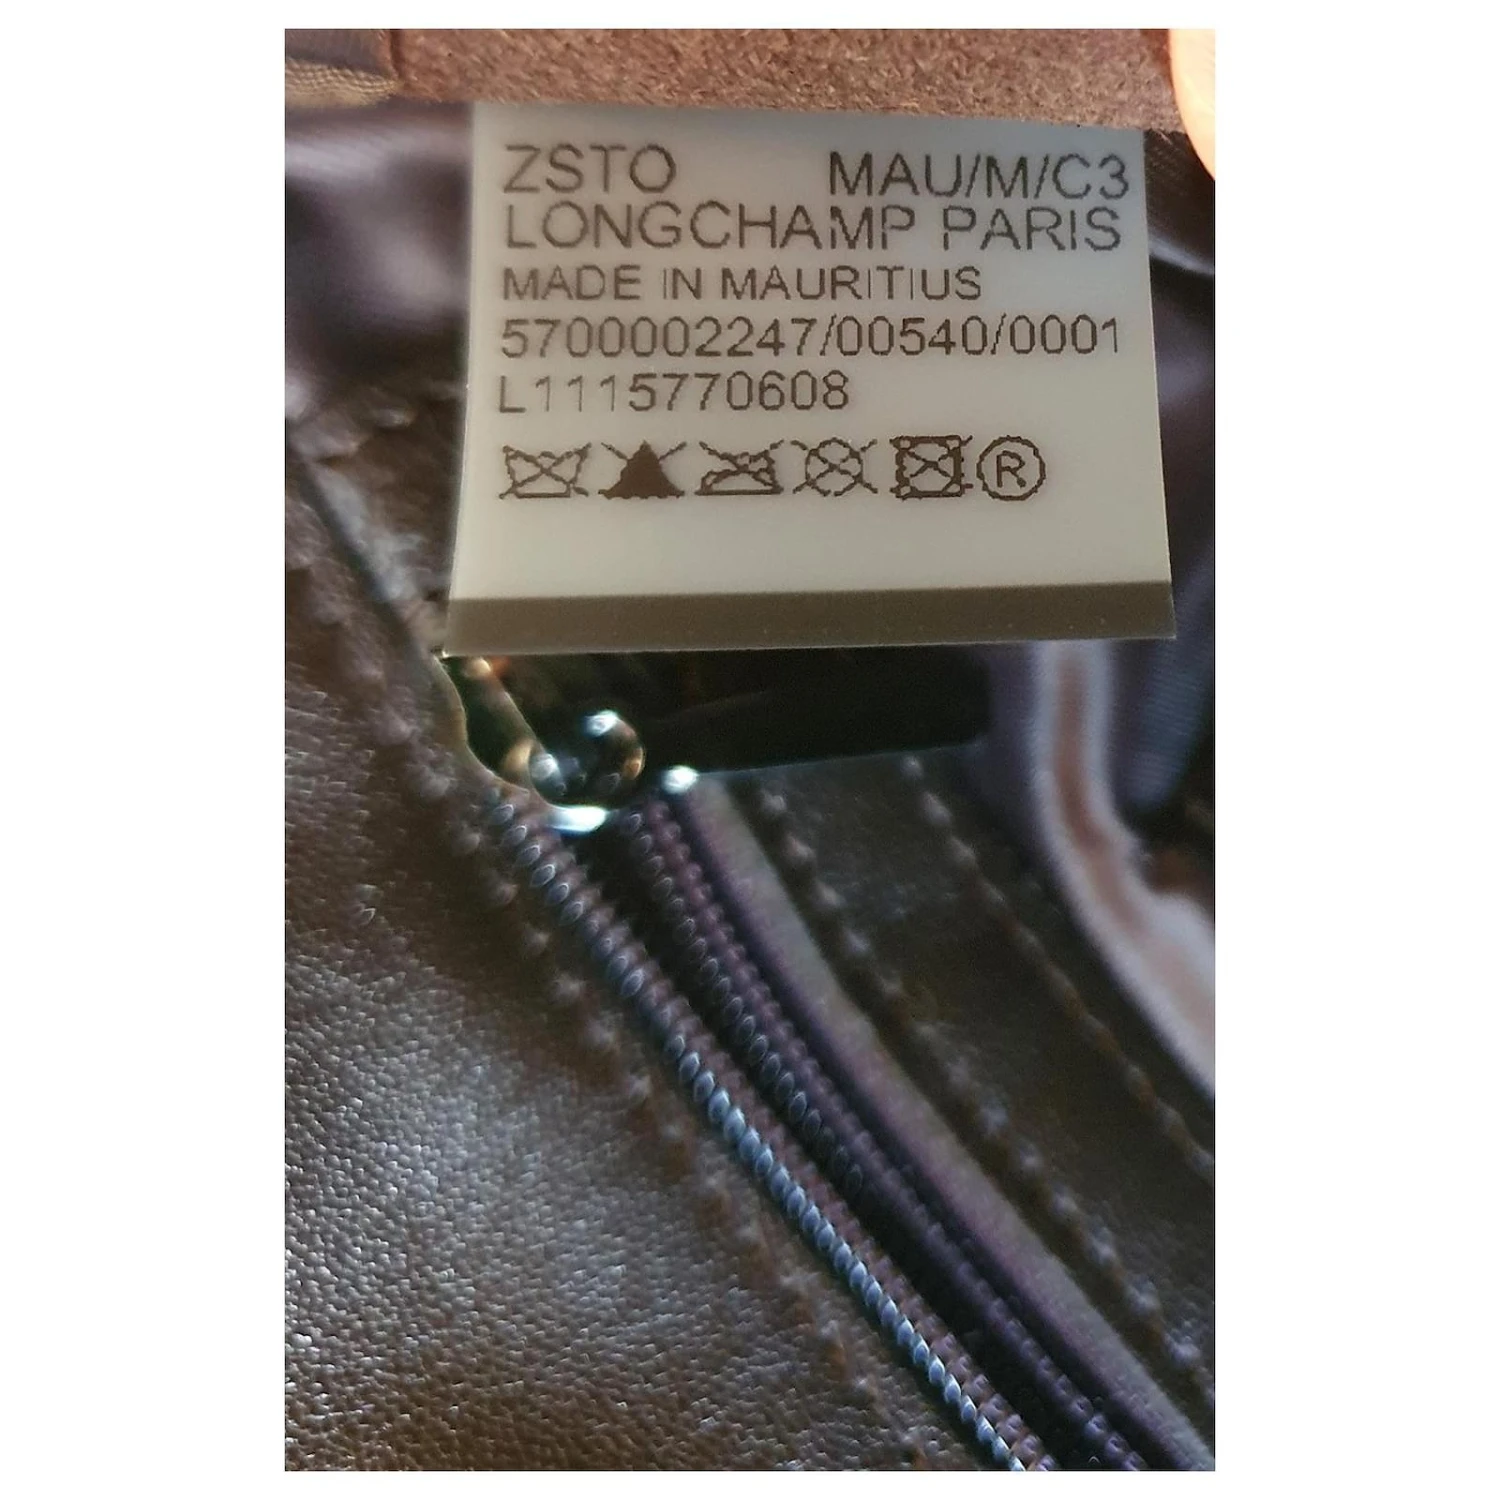 ZSTO MAU/M/C3
LONGCHAMP PARIS
MADE IN MAURITIUS
5700002247/00540/0001
L1115770608
®